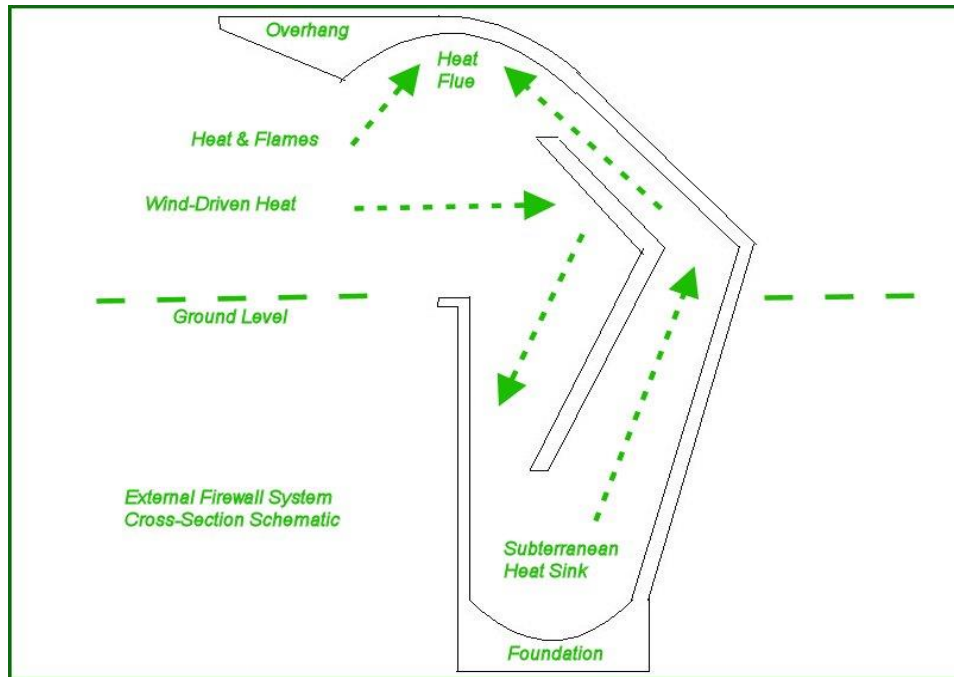 Overhang
Heat
Flue
Heat & Flames
Wind-Driven Heat
Ground Level
External Firewall System
Cross-Section Schematic
Subterranean
Heat Sink
Foundation